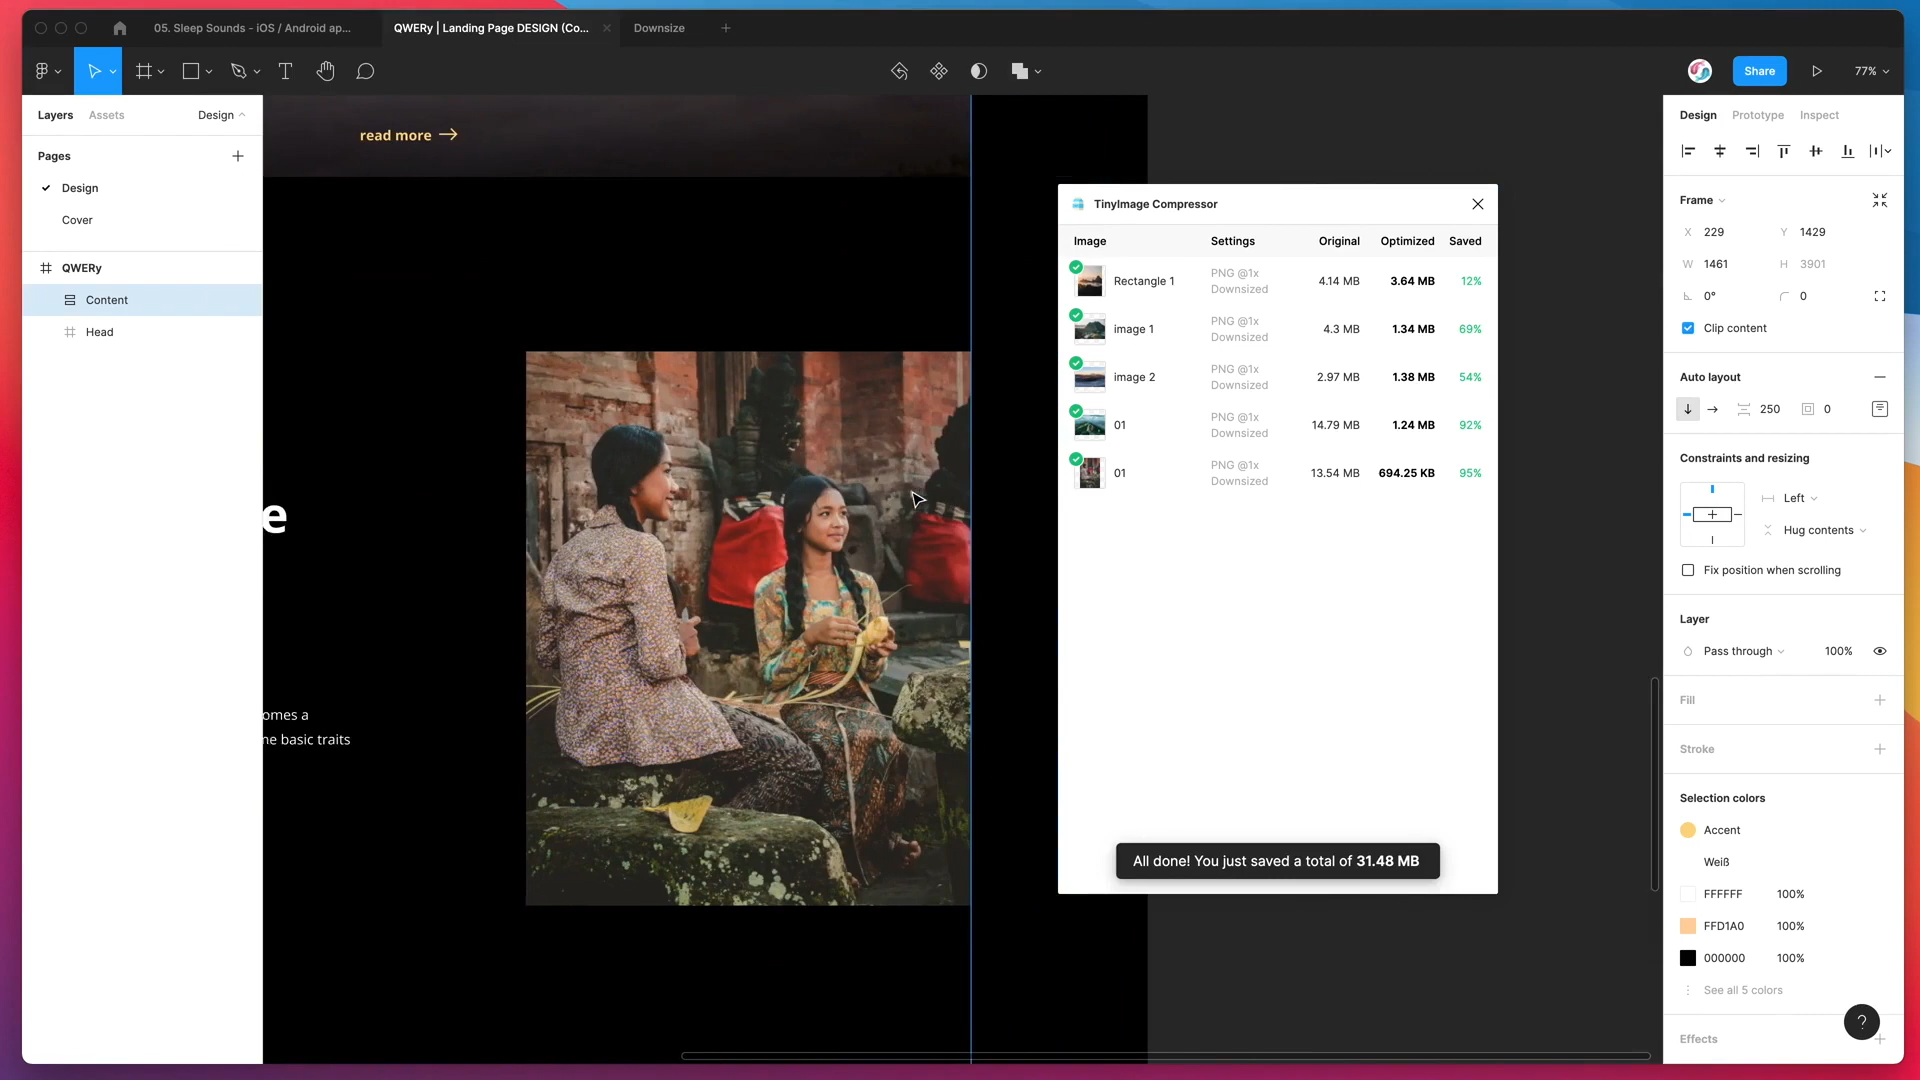 05. Sleep Sounds - iOS / Android ap...
QWERy | Landing Page DESIGN (Co...
Downsize
Share
77%
Layers
Assets
Design
Pages
Design
Cover
QWERy
Content
Head
read more
e
omes a
ne basic traits
TinyImage Compressor
Image Settings Original Optimized Saved
Rectangle 1 PNG @1x Downsized 4.14 MB 3.64 MB 12%
image 1 PNG @1x Downsized 4.3 MB 1.34 MB 69%
image 2 PNG @1x Downsized 2.97 MB 1.38 MB 54%
01 PNG @1x Downsized 14.79 MB 1.24 MB 92%
01 PNG @1x Downsized 13.54 MB 694.25 KB 95%
All done! You just saved a total of 31.48 MB
Design Prototype Inspect
Frame
X 229 Y 1429
W 1461 H 3901
0° 0
Clip content
Auto layout
250 0
Constraints and resizing
Left
Hug contents
Fix position when scrolling
Layer
Pass through 100%
Fill
Stroke
Selection colors
Accent
Weiß
FFFFFF 100%
FFD1A0 100%
000000 100%
See all 5 colors
?
Effects